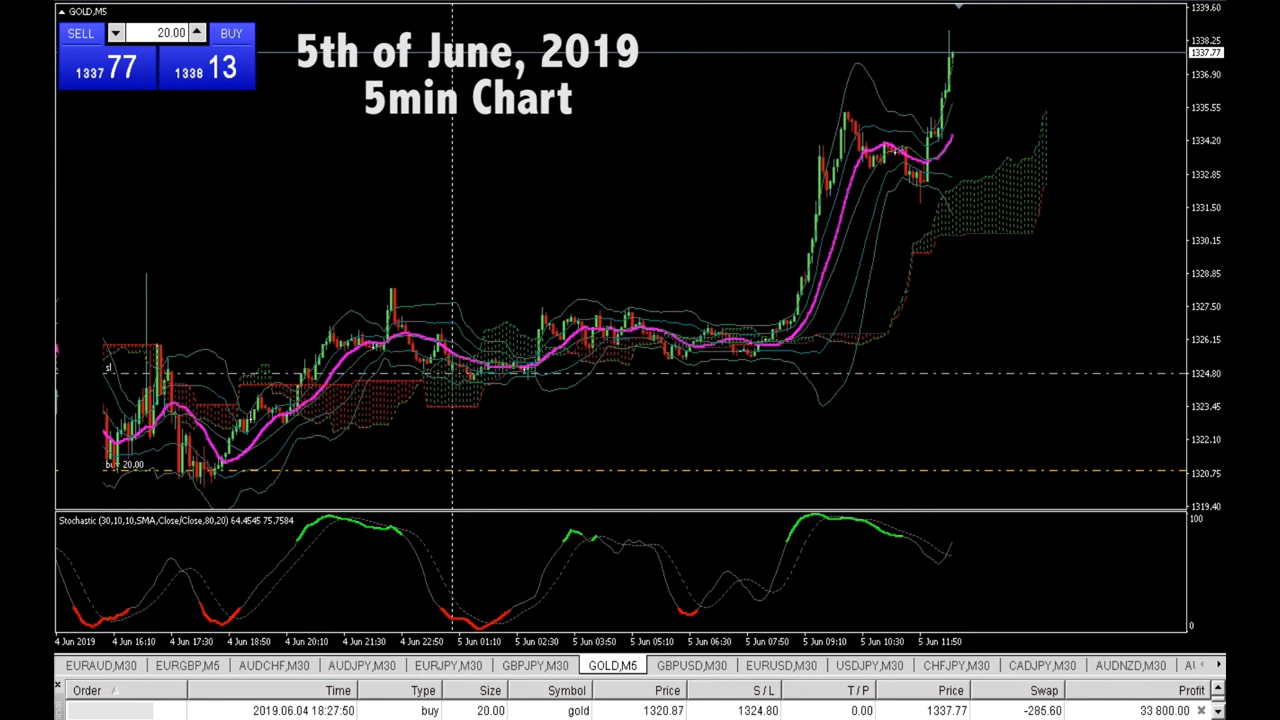 GOLD,M5
SELL 20.00 BUY
1337 77 1338 13
5th of June, 2019
5min Chart
1339.60
1338.25
1337.77
1336.90
1335.55
1334.20
1332.85
1331.50
1330.15
1328.85
1327.50
1326.15
1324.80
1323.45
1322.10
1320.75
1319.40
sl
buy 20.00
Stochastic (30,10,10,SMA,Close/Close,80,20) 64.4545 75.7584
100
0
4 Jun 2019 4 Jun 16:10 4 Jun 17:30 4 Jun 18:50 4 Jun 20:10 4 Jun 21:30 4 Jun 22:50 5 Jun 01:10 5 Jun 02:30 5 Jun 03:50 5 Jun 05:10 5 Jun 06:30 5 Jun 07:50 5 Jun 09:10 5 Jun 10:30 5 Jun 11:50
EURAUD,M30 EURGBP,M5 AUDCHF,M30 AUDJPY,M30 EURJPY,M30 GBPJPY,M30 GOLD,M5 GBPUSD,M30 EURUSD,M30 USDJPY,M30 CHFJPY,M30 CADJPY,M30 AUDNZD,M30
Order Time Type Size Symbol Price S / L T / P Price Swap Profit
2019.06.04 18:27:50 buy 20.00 gold 1320.87 1324.80 0.00 1337.77 -285.60 33 800.00